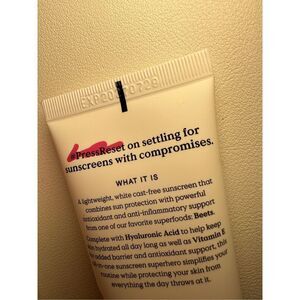 #PressReset on settling for
sunscreens with compromises.
WHAT IT IS
A lightweight, white cast-free sunscreen that
combines sun protection with powerful
antioxidant and anti-inflammatory support
from one of our favorite superfoods: Beets.
Complete with Hyaluronic Acid to help keep
skin hydrated all day long as well as Vitamin E
for added barrier and antioxidant support, this
all-in-one sunscreen superhero simplifies your
routine while protecting your skin from
everything the day throws at it.